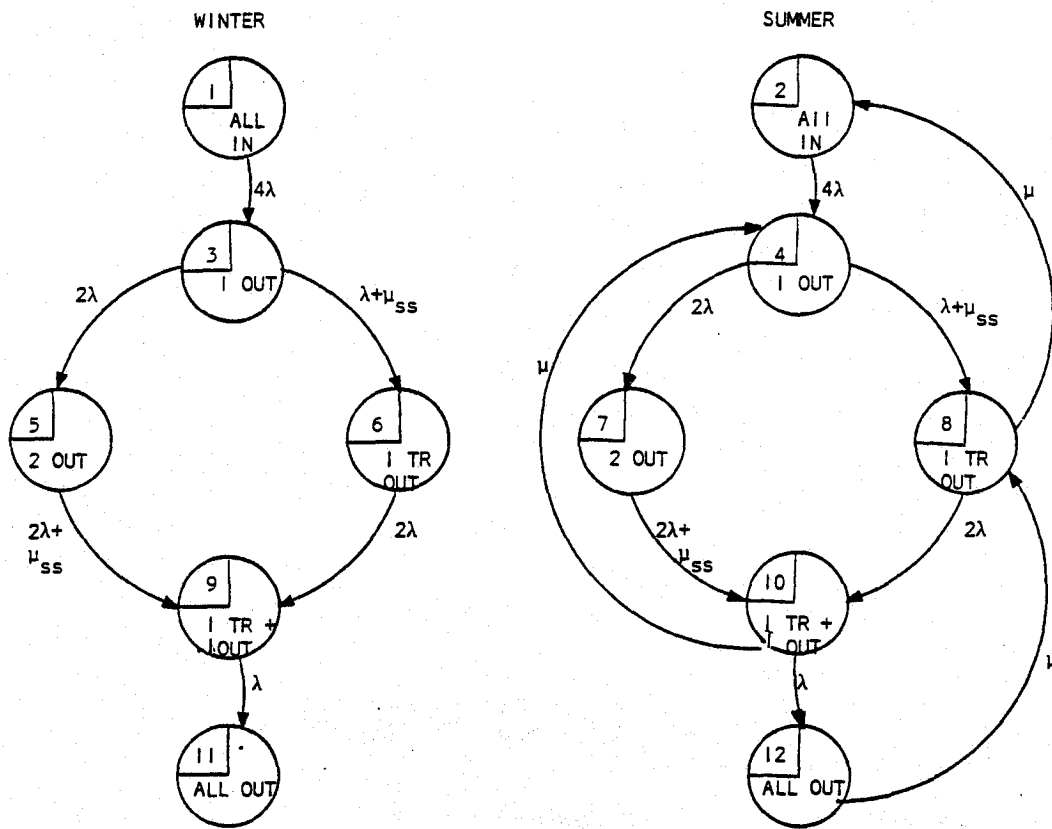 WINTER
1
ALL
IN
4λ
3
1 OUT
2λ
λ+μss
5
2 OUT
6
1 TR
OUT
2λ+
μss
2λ
9
1 TR +
1 OUT
λ
11
ALL OUT
SUMMER
2
All
IN
4λ
μ
4
1 OUT
2λ
λ+μss
μ
7
2 OUT
8
1 TR
OUT
2λ+
μss
2λ
10
1 TR +
1 OUT
λ
μ
12
ALL OUT